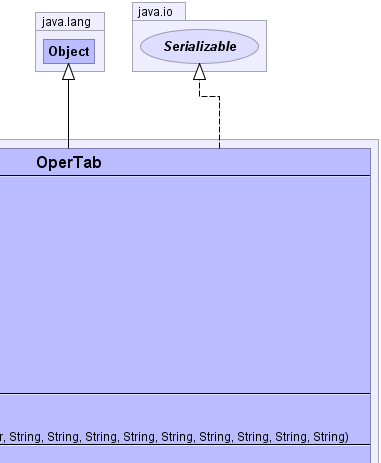 java.lang
java.io
Object
Serializable
OperTab
, String, String, String, String, String, String, String, String, String)